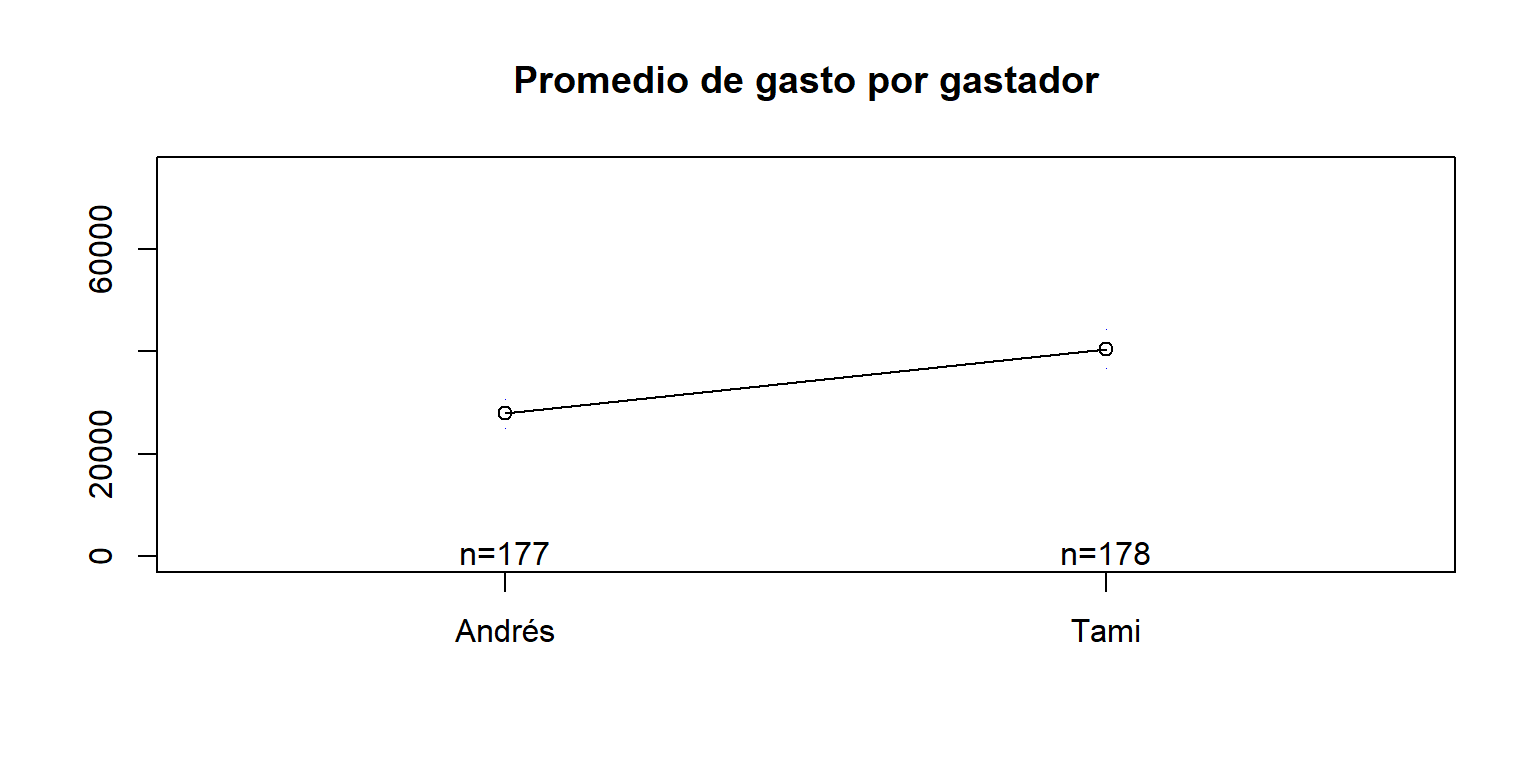 Promedio de gasto por gastador
60000
20000
0
n=177
n=178
Andrés
Tami